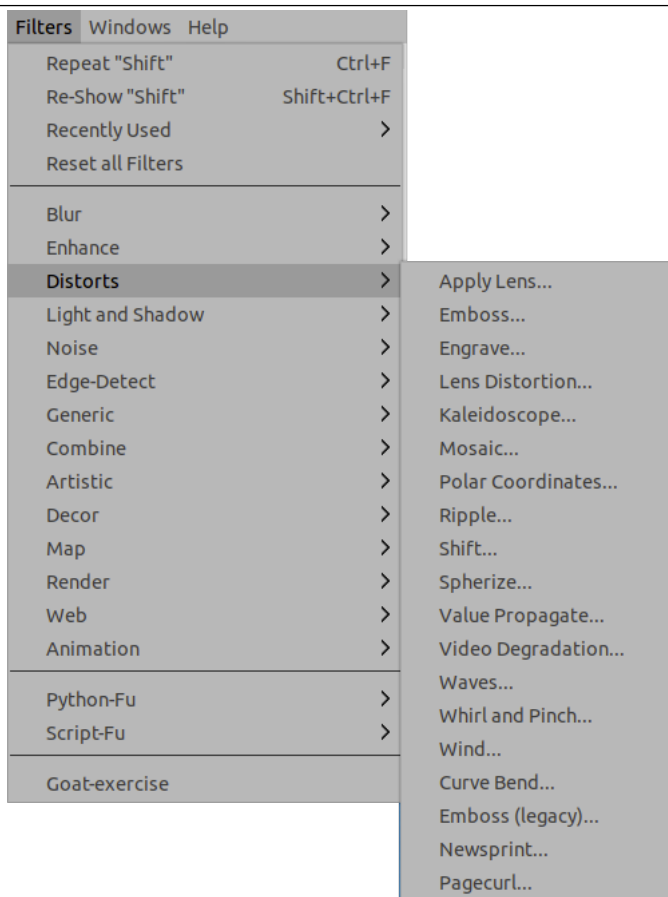 Filters Windows Help
Repeat "Shift" Ctrl+F
Re-Show "Shift" Shift+Ctrl+F
Recently Used
Reset all Filters
Blur
Enhance
Distorts
Light and Shadow
Noise
Edge-Detect
Generic
Combine
Artistic
Decor
Map
Render
Web
Animation
Python-Fu
Script-Fu
Goat-exercise
Apply Lens...
Emboss...
Engrave...
Lens Distortion...
Kaleidoscope...
Mosaic...
Polar Coordinates...
Ripple...
Shift...
Spherize...
Value Propagate...
Video Degradation...
Waves...
Whirl and Pinch...
Wind...
Curve Bend...
Emboss (legacy)...
Newsprint...
Pagecurl...